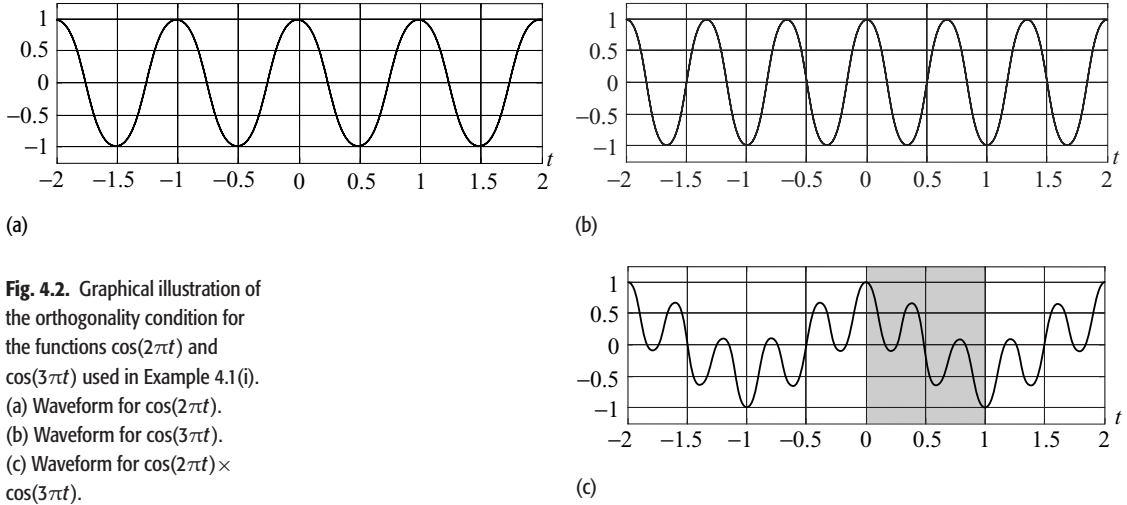 1
0.5
0
−0.5
−1
t
−2 −1.5 −1 −0.5 0 0.5 1 1.5 2
(a)
1
0.5
0
−0.5
−1
t
−2 −1.5 −1 −0.5 0 0.5 1 1.5 2
(b)
Fig. 4.2. Graphical illustration of
the orthogonality condition for
the functions cos(2πt) and
cos(3πt) used in Example 4.1(i).
(a) Waveform for cos(2πt).
(b) Waveform for cos(3πt).
(c) Waveform for cos(2πt)×
cos(3πt).
1
0.5
0
−0.5
−1
t
−2 −1.5 −1 −0.5 0 0.5 1 1.5 2
(c)